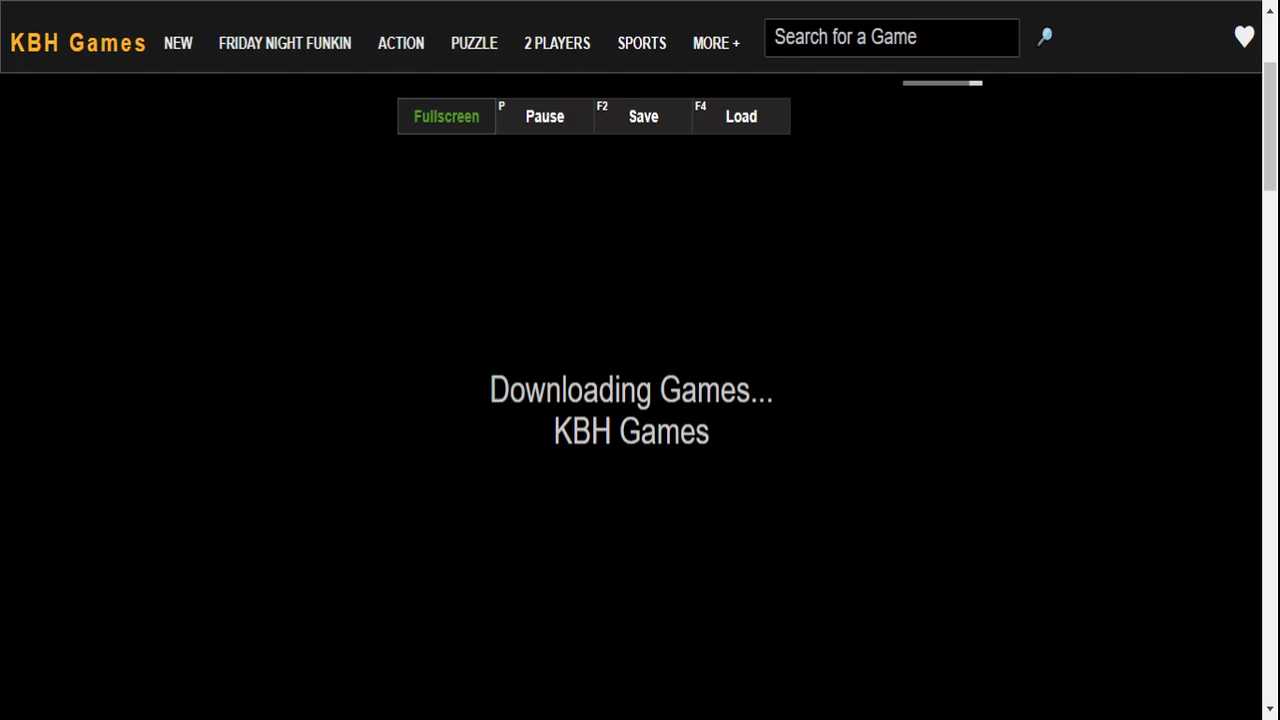 KBH Games NEW FRIDAY NIGHT FUNKIN ACTION PUZZLE 2 PLAYERS SPORTS MORE + Search for a Game
Fullscreen P Pause F2 Save F4 Load
Downloading Games...
KBH Games